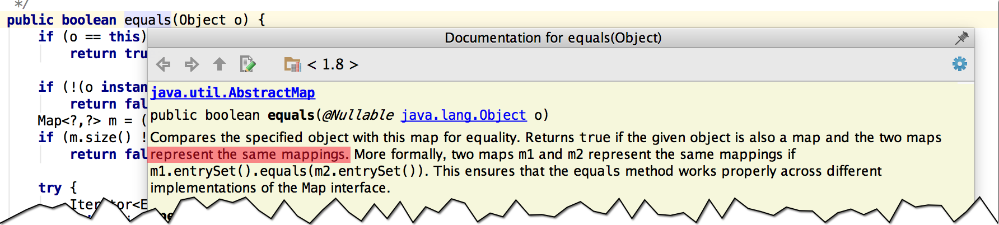 */
public boolean equals(Object o) {
if (o == this)
return tru
Documentation for equals(Object)
< 1.8 >
if (!(o instan
return fal
Map<?,?> m = (
if (m.size() !
return fal
java.util.AbstractMap
public boolean equals(@Nullable java.lang.Object o)
Compares the specified object with this map for equality. Returns true if the given object is also a map and the two maps
represent the same mappings. More formally, two maps m1 and m2 represent the same mappings if
m1.entrySet().equals(m2.entrySet()). This ensures that the equals method works properly across different
implementations of the Map interface.
try {
Iterator<E